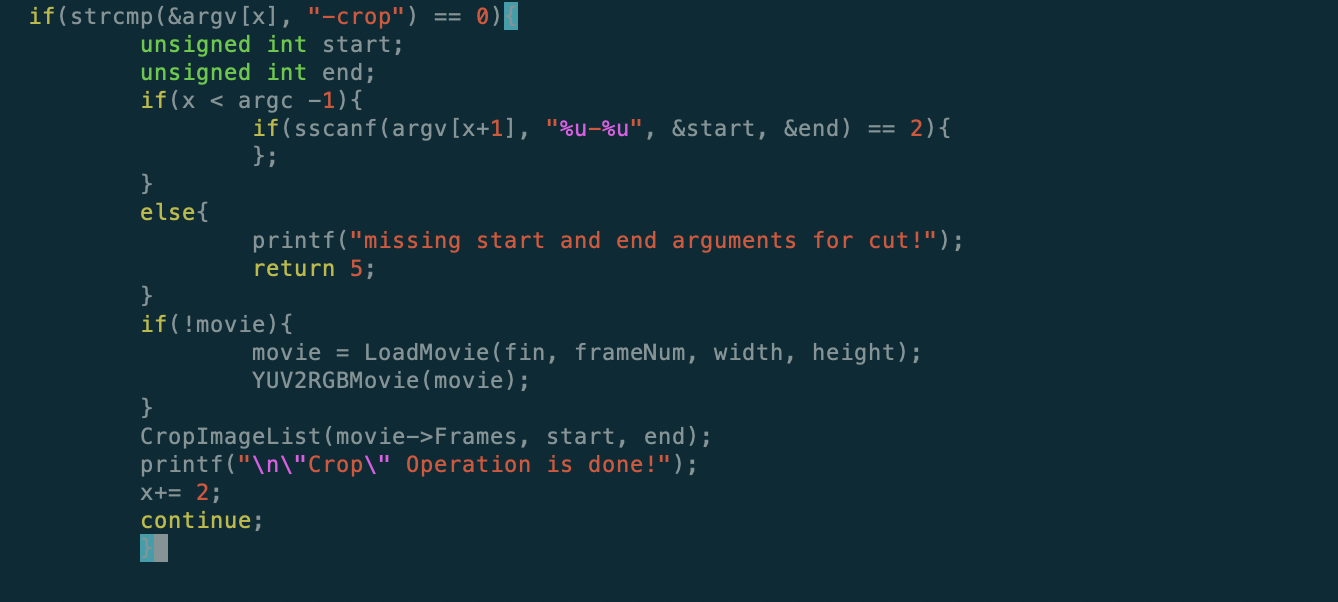 if(strcmp(&argv[x], "-crop") == 0){
        unsigned int start;
        unsigned int end;
        if(x < argc -1){
                if(sscanf(argv[x+1], "%u-%u", &start, &end) == 2){
                };
        }
        else{
                printf("missing start and end arguments for cut!");
                return 5;
        }
        if(!movie){
                movie = LoadMovie(fin, frameNum, width, height);
                YUV2RGBMovie(movie);
        }
        CropImageList(movie->Frames, start, end);
        printf("\n\"Crop\" Operation is done!");
        x+= 2;
        continue;
        }